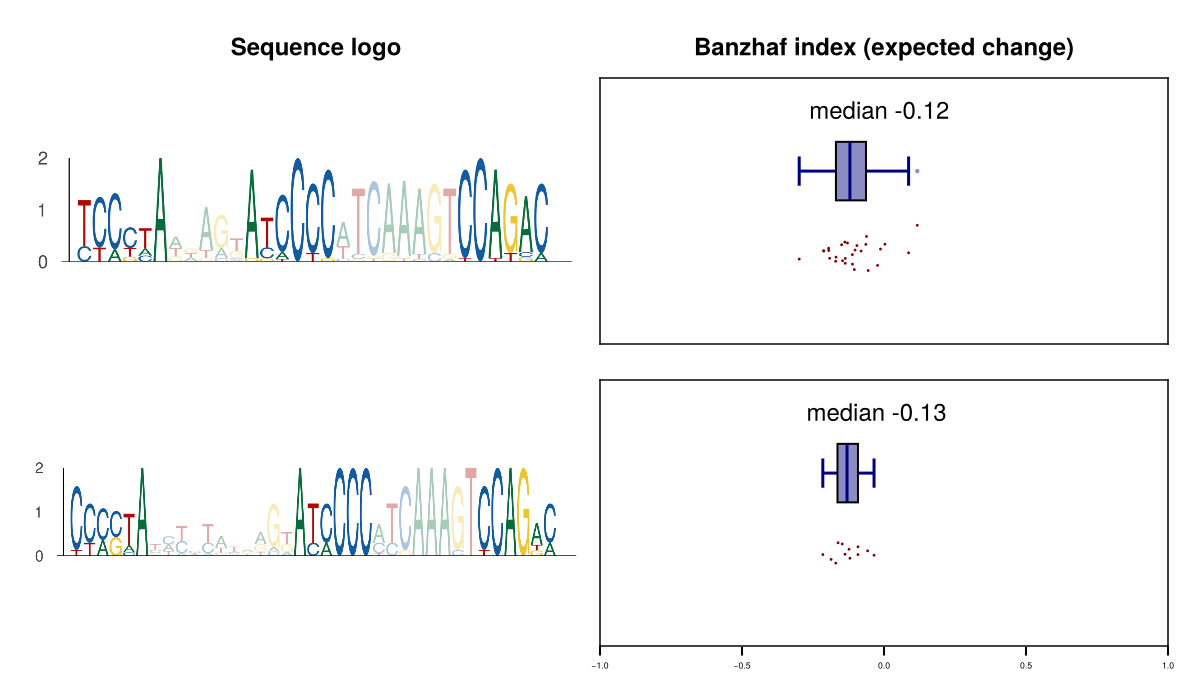 Sequence logo
Banzhaf index (expected change)
median -0.12
2
1
0
median -0.13
2
1
0
−1.0 −0.5 0.0 0.5 1.0